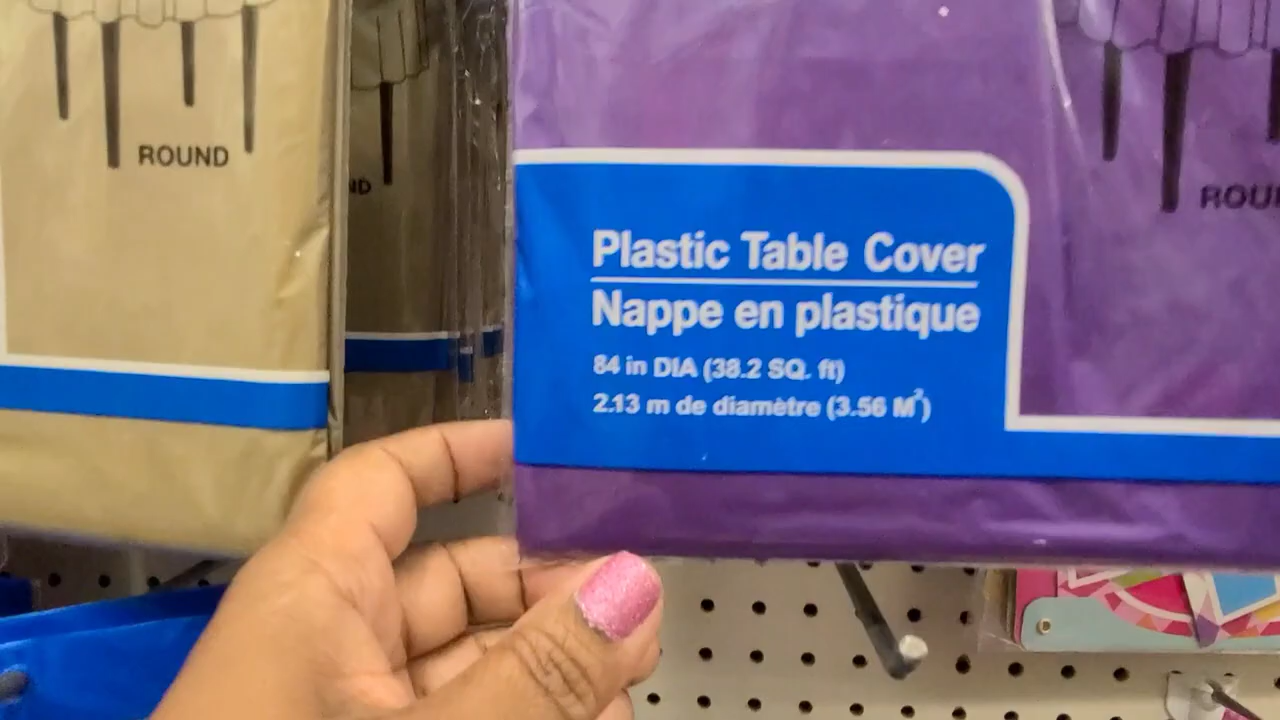 ROUND
Plastic Table Cover
Nappe en plastique
84 in DIA (38.2 SQ. ft)
2.13 m de diamètre (3.56 M²)